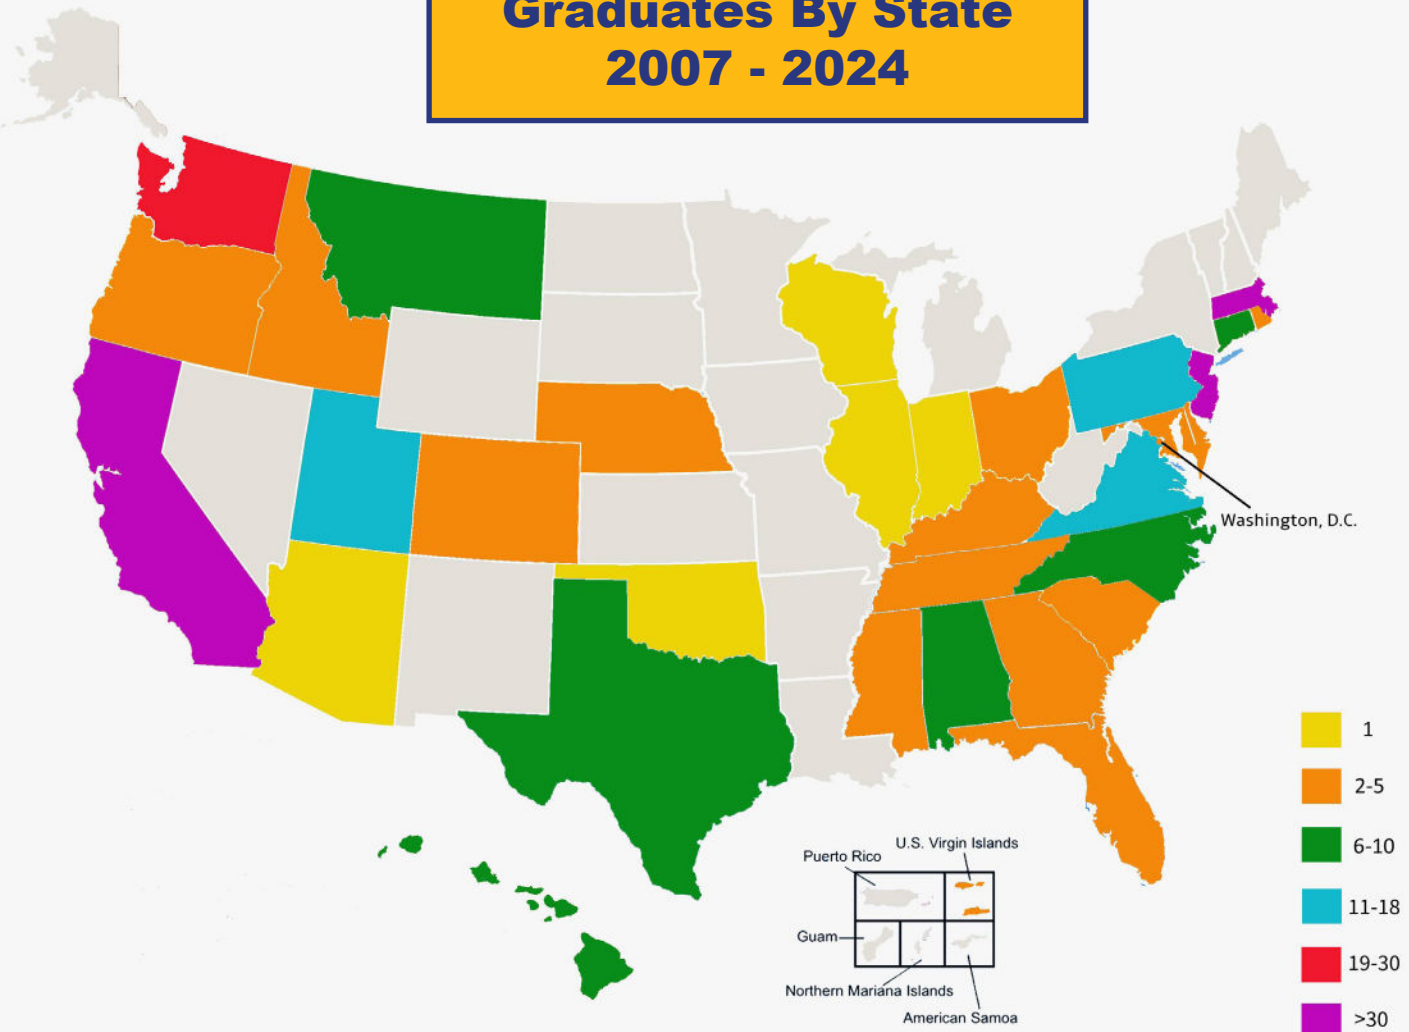 Graduates By State
2007 - 2024
Washington, D.C.
1
2-5
6-10
11-18
19-30
>30
U.S. Virgin Islands
Puerto Rico
Guam
Northern Mariana Islands
American Samoa